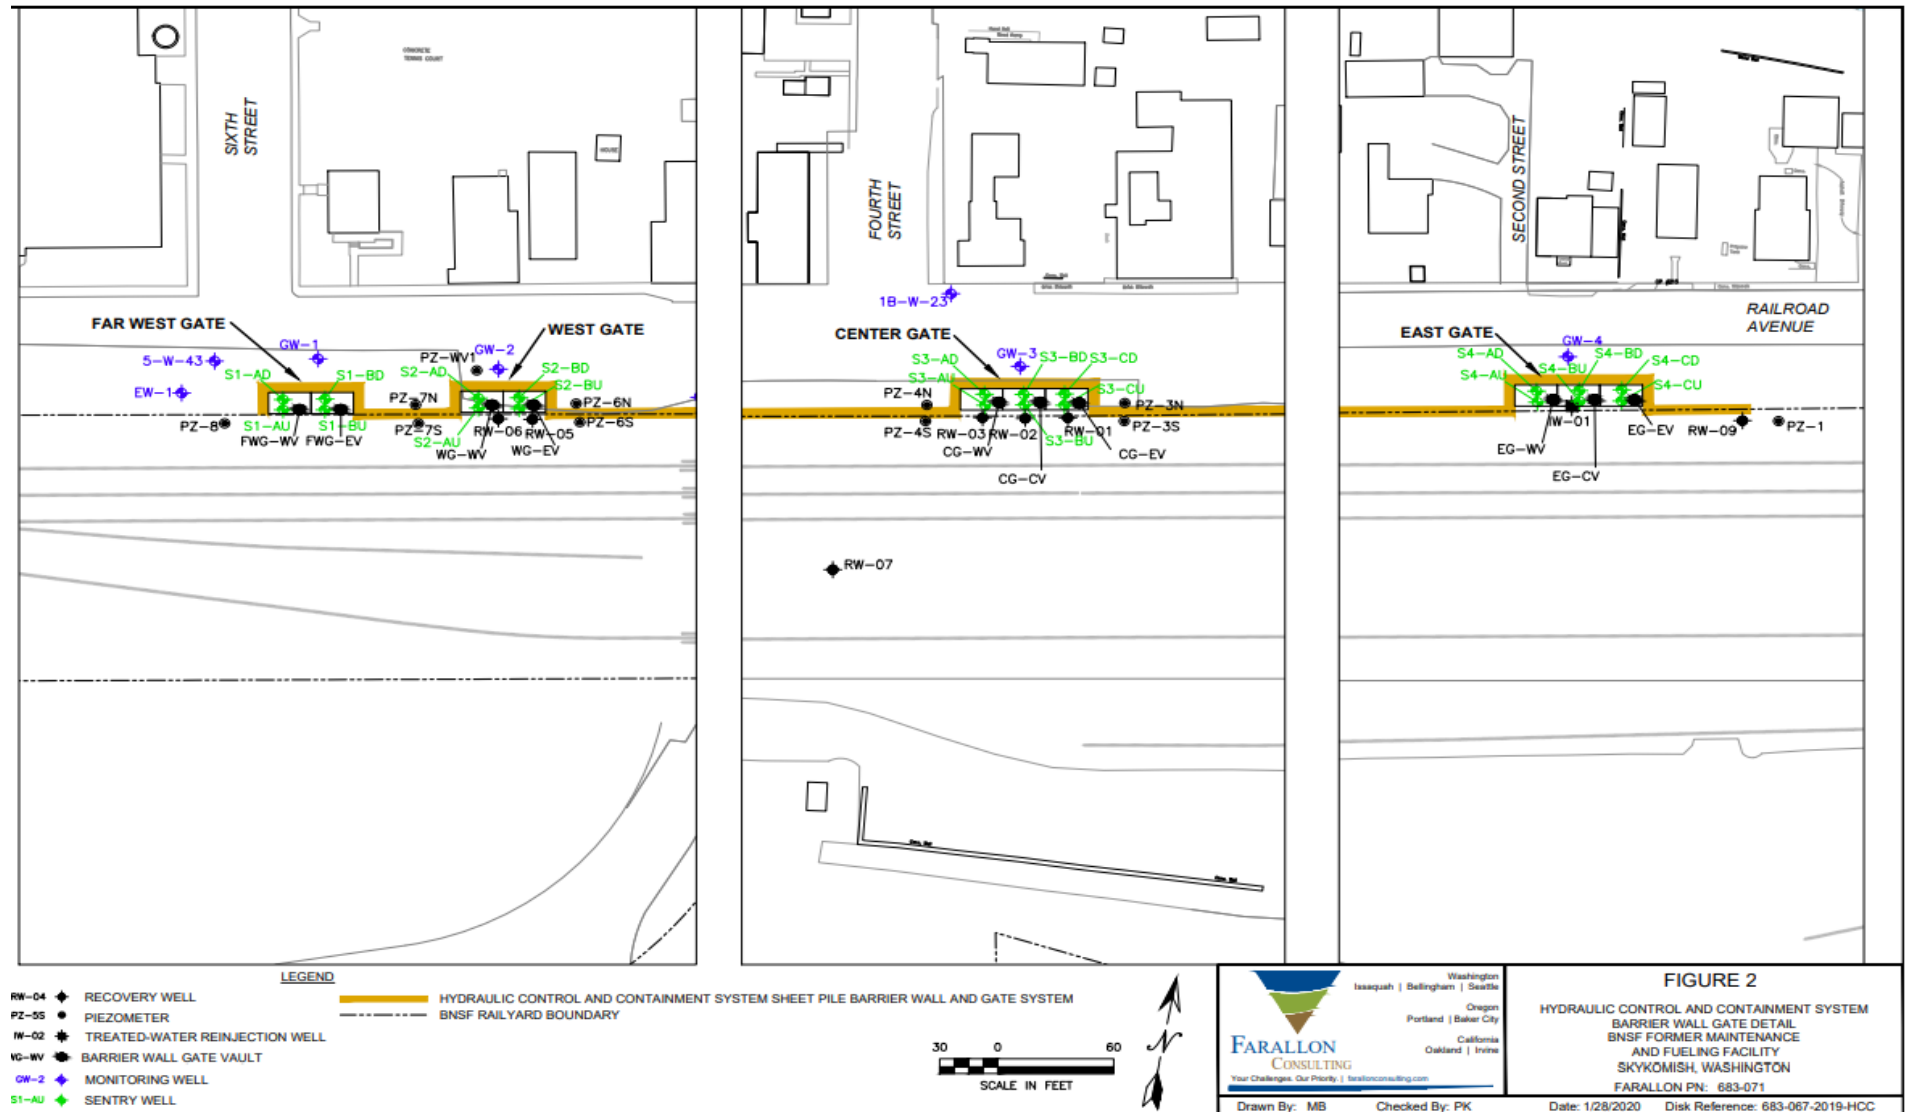 CONCRETE
TENNIS COURT
SIXTH
STREET
HOUSE
FAR WEST GATE
WEST GATE
5-W-43
GW-1
PZ-WV1
GW-2
EW-1
S1-AD
S1-BD
S2-AD
S2-BD
S2-BU
PZ-7N
PZ-6N
PZ-8
S1-AU
S1-BU
PZ-7S
S2-AU
RW-06
RW-05
PZ-6S
FWG-WV
FWG-EV
WG-WV
WG-EV
FOURTH
STREET
1B-W-23
CENTER GATE
GW-3
S3-AD
S3-BD
S3-CD
S3-AU
S3-CU
PZ-4N
PZ-3N
PZ-4S
RW-03
RW-02
RW-01
PZ-3S
S3-BU
CG-WV
CG-EV
CG-CV
RW-07
SECOND STREET
RAILROAD
AVENUE
EAST GATE
GW-4
S4-AD
S4-BD
S4-CD
S4-BU
S4-AU
S4-CU
IW-01
EG-WV
EG-EV
RW-09
PZ-1
EG-CV
LEGEND
RW-04 RECOVERY WELL
PZ-5S PIEZOMETER
IW-02 TREATED-WATER REINJECTION WELL
WG-WV BARRIER WALL GATE VAULT
GW-2 MONITORING WELL
S1-AU SENTRY WELL
HYDRAULIC CONTROL AND CONTAINMENT SYSTEM SHEET PILE BARRIER WALL AND GATE SYSTEM
BNSF RAILYARD BOUNDARY
30 0 60
SCALE IN FEET
N
Washington
Issaquah | Bellingham | Seattle
Oregon
Portland | Baker City
California
Oakland | Irvine
FARALLON
CONSULTING
Your Challenges. Our Priority. | farallonconsulting.com
FIGURE 2
HYDRAULIC CONTROL AND CONTAINMENT SYSTEM
BARRIER WALL GATE DETAIL
BNSF FORMER MAINTENANCE
AND FUELING FACILITY
SKYKOMISH, WASHINGTON
FARALLON PN: 683-071
Drawn By: MB Checked By: PK Date: 1/28/2020 Disk Reference: 683-067-2019-HCC